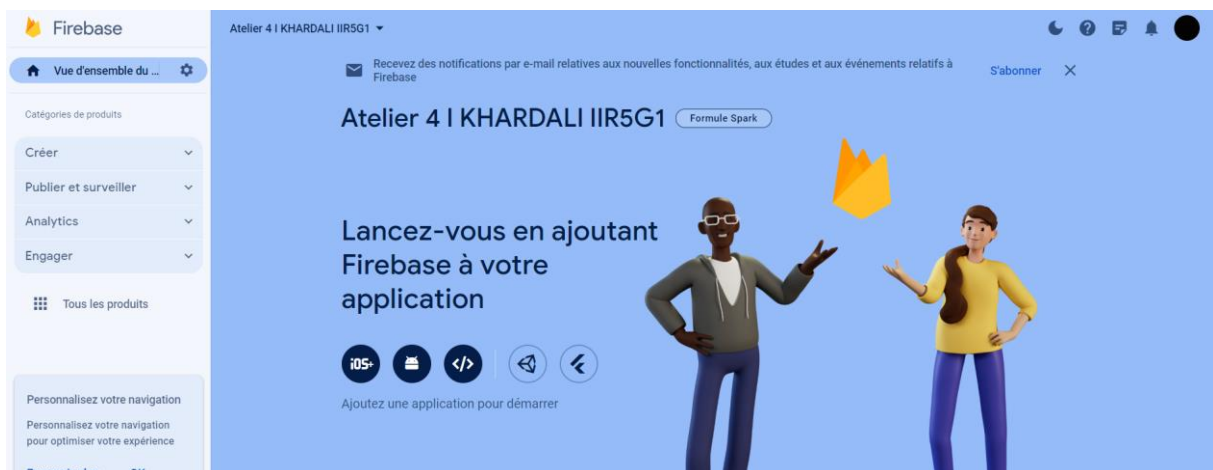 Firebase
Atelier 4 I KHARDALI IIR5G1
Vue d'ensemble du ...
Recevez des notifications par e-mail relatives aux nouvelles fonctionnalités, aux études et aux événements relatifs à
Firebase
S'abonner
Catégories de produits
Créer
Publier et surveiller
Analytics
Engager
Tous les produits
Personnalisez votre navigation
Personnalisez votre navigation
pour optimiser votre expérience
Atelier 4 I KHARDALI IIR5G1
Formule Spark
Lancez-vous en ajoutant
Firebase à votre
application
iOS+
</>
Ajoutez une application pour démarrer